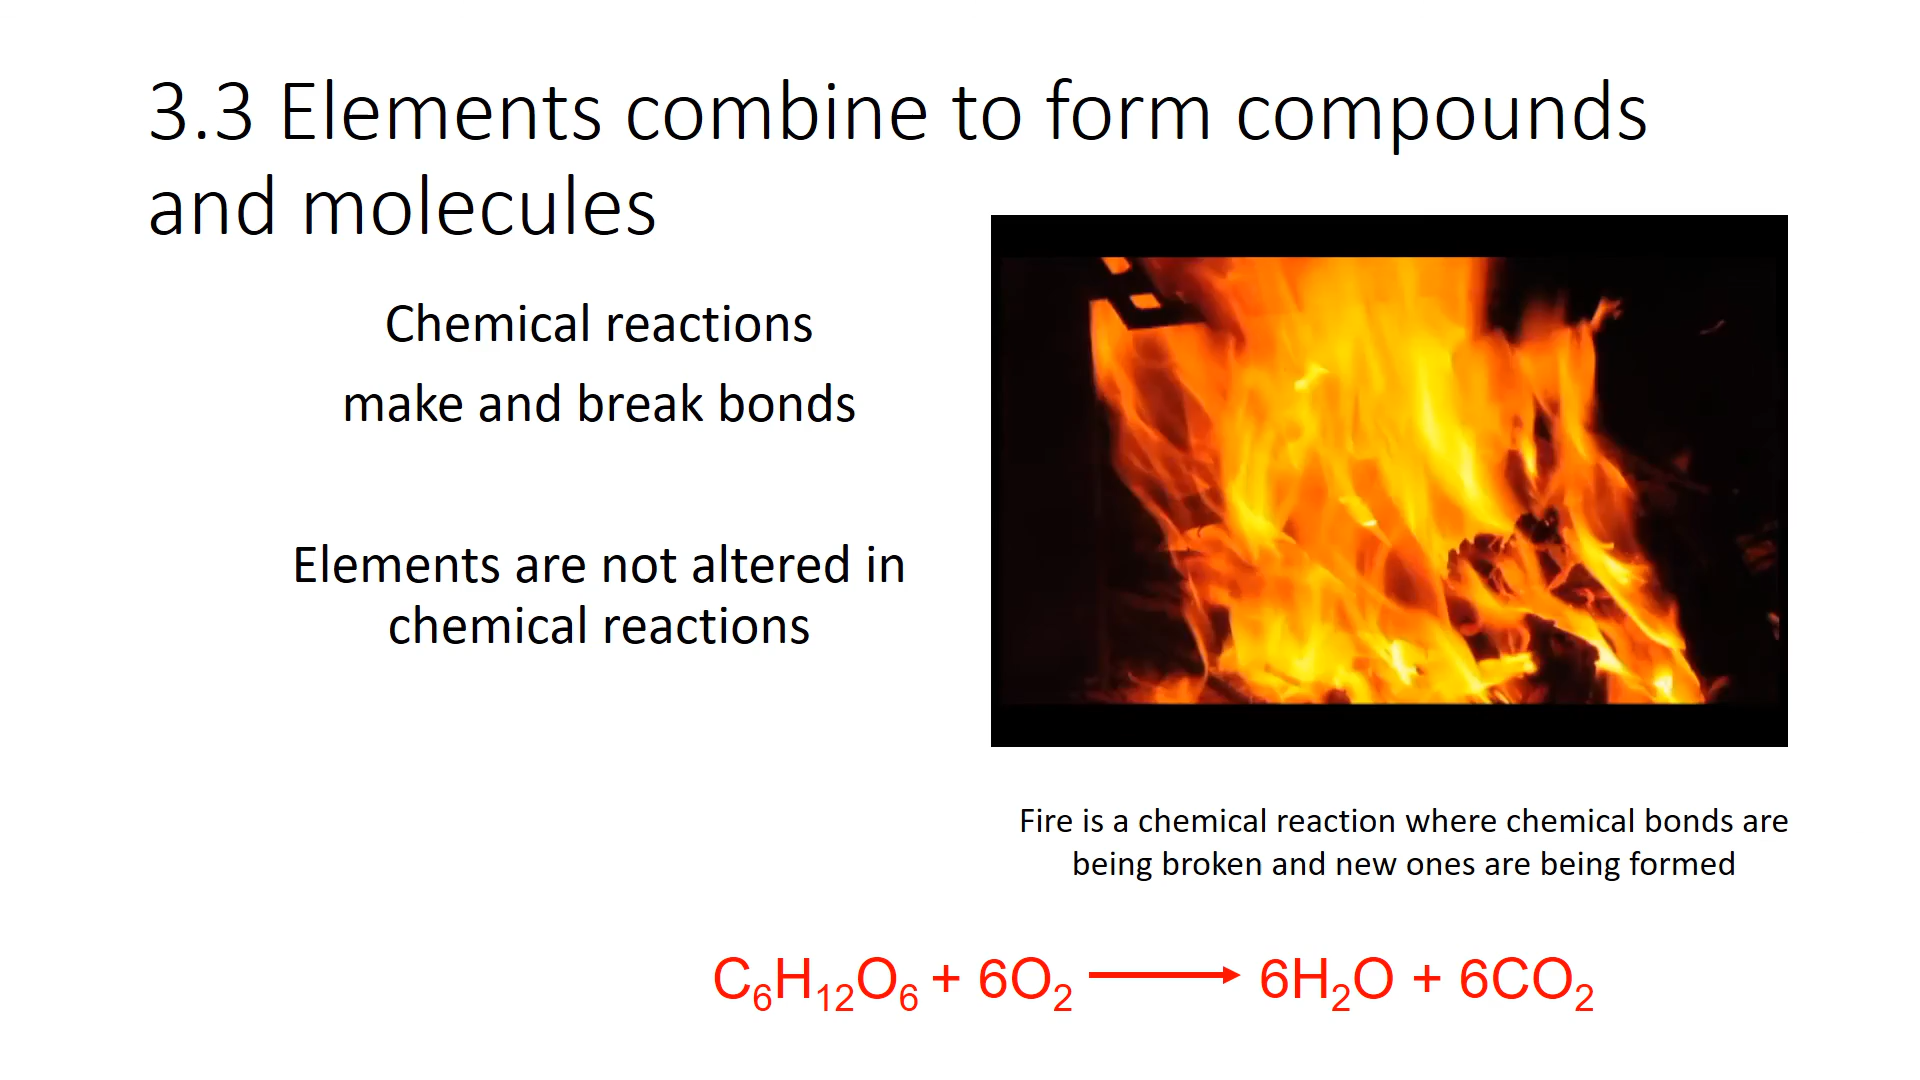 3.3 Elements combine to form compounds
and molecules
Chemical reactions
make and break bonds
Elements are not altered in
chemical reactions
Fire is a chemical reaction where chemical bonds are
being broken and new ones are being formed
C₆H₁₂O₆ + 6O₂ ⟶ 6H₂O + 6CO₂